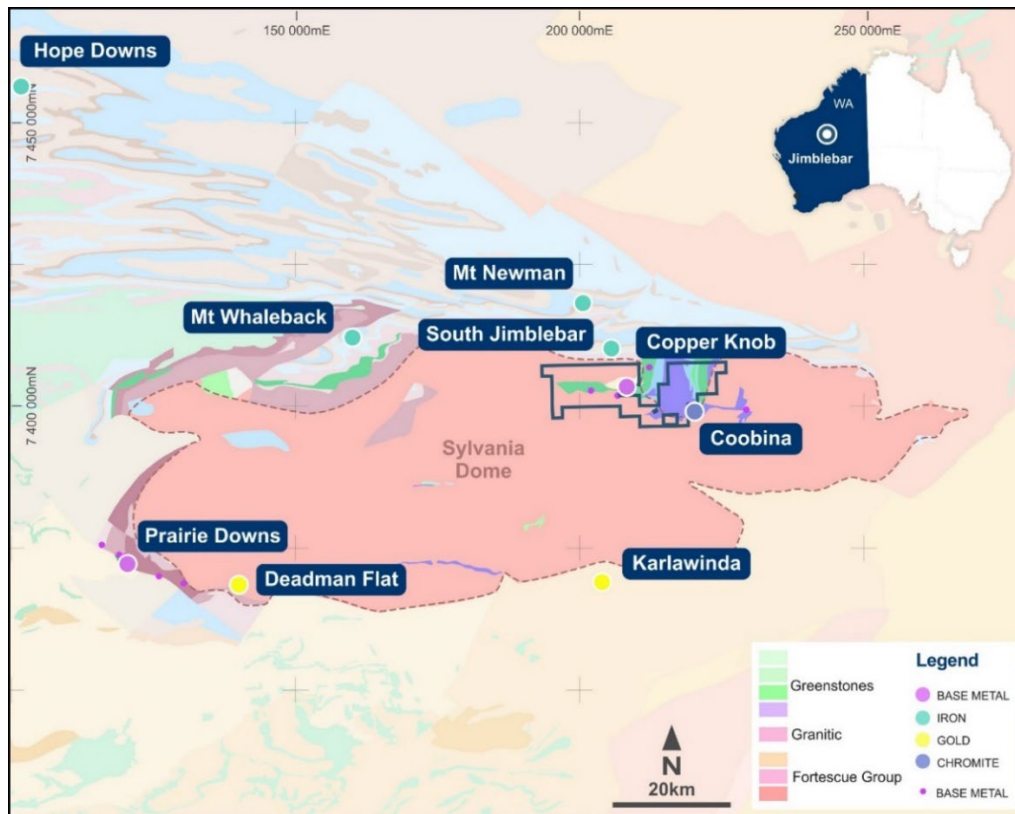 150 000mE
200 000mE
250 000mE
Hope Downs
7 450 000mN
WA
Jimblebar
Mt Newman
Mt Whaleback
South Jimblebar
Copper Knob
7 400 000mN
Coobina
Sylvania
Dome
Prairie Downs
Deadman Flat
Karlawinda
Legend
Greenstones
Granitic
Fortescue Group
BASE METAL
IRON
GOLD
CHROMITE
BASE METAL
N
20km